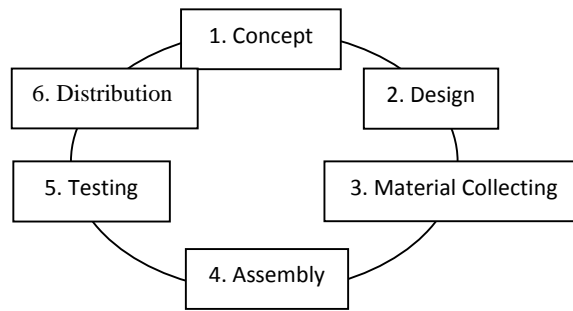 1. Concept
2. Design
3. Material Collecting
4. Assembly
5. Testing
6. Distribution